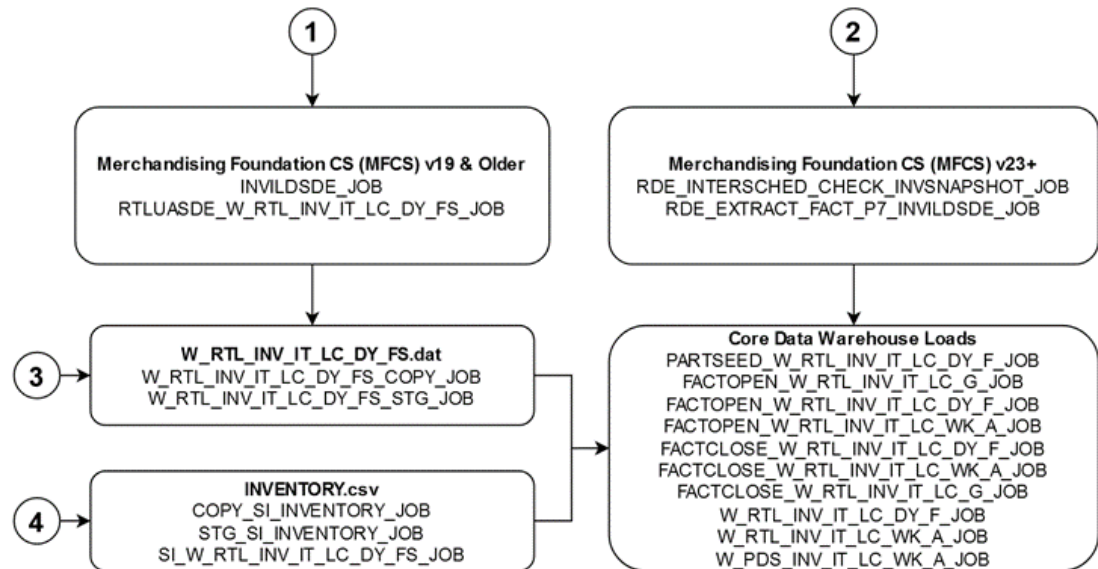 1
2
Merchandising Foundation CS (MFCS) v19 & Older
INVILDSDE_JOB
RTLUASDE_W_RTL_INV_IT_LC_DY_FS_JOB
Merchandising Foundation CS (MFCS) v23+
RDE_INTERSCHED_CHECK_INVSNAPSHOT_JOB
RDE_EXTRACT_FACT_P7_INVILDSDE_JOB
3
W_RTL_INV_IT_LC_DY_FS.dat
W_RTL_INV_IT_LC_DY_FS_COPY_JOB
W_RTL_INV_IT_LC_DY_FS_STG_JOB
4
INVENTORY.csv
COPY_SI_INVENTORY_JOB
STG_SI_INVENTORY_JOB
SI_W_RTL_INV_IT_LC_DY_FS_JOB
Core Data Warehouse Loads
PARTSEED_W_RTL_INV_IT_LC_DY_F_JOB
FACTOPEN_W_RTL_INV_IT_LC_G_JOB
FACTOPEN_W_RTL_INV_IT_LC_DY_F_JOB
FACTOPEN_W_RTL_INV_IT_LC_WK_A_JOB
FACTCLOSE_W_RTL_INV_IT_LC_DY_F_JOB
FACTCLOSE_W_RTL_INV_IT_LC_WK_A_JOB
FACTCLOSE_W_RTL_INV_IT_LC_G_JOB
W_RTL_INV_IT_LC_DY_F_JOB
W_RTL_INV_IT_LC_WK_A_JOB
W_PDS_INV_IT_LC_WK_A_JOB